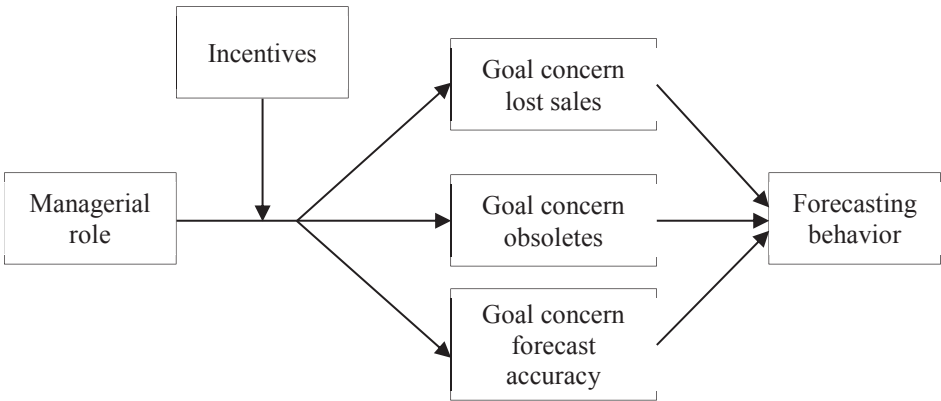 Incentives
Goal concern
lost sales
Managerial
role
Goal concern
obsoletes
Forecasting
behavior
Goal concern
forecast
accuracy